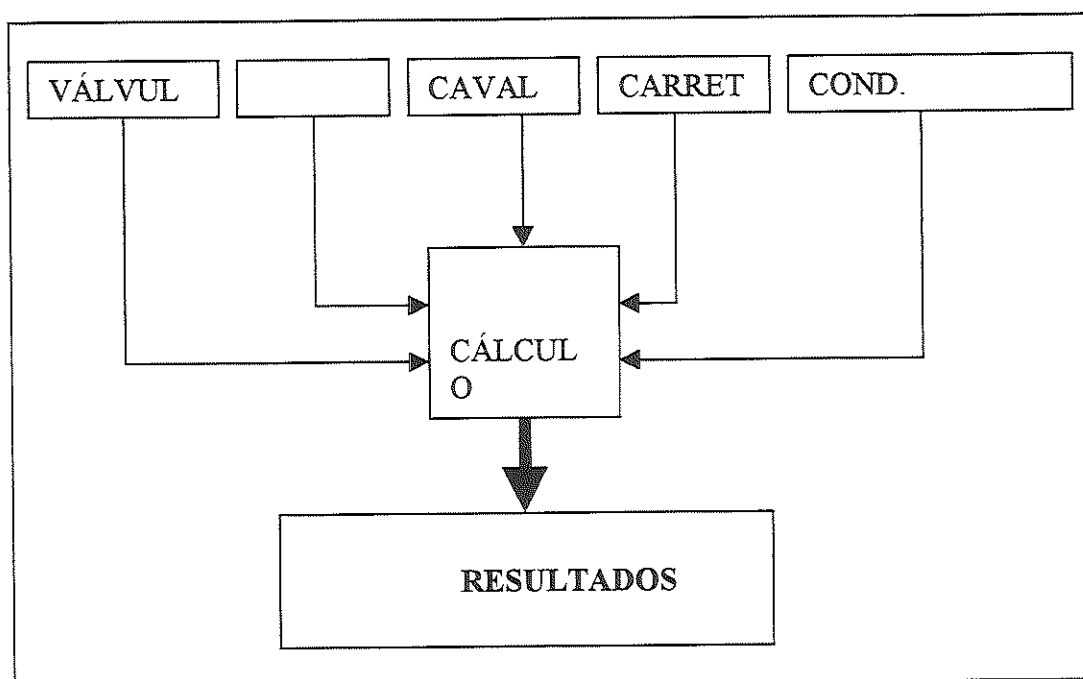 VÁLVUL
CAVAL
CARRET
COND.
CÁLCUL
O
RESULTADOS